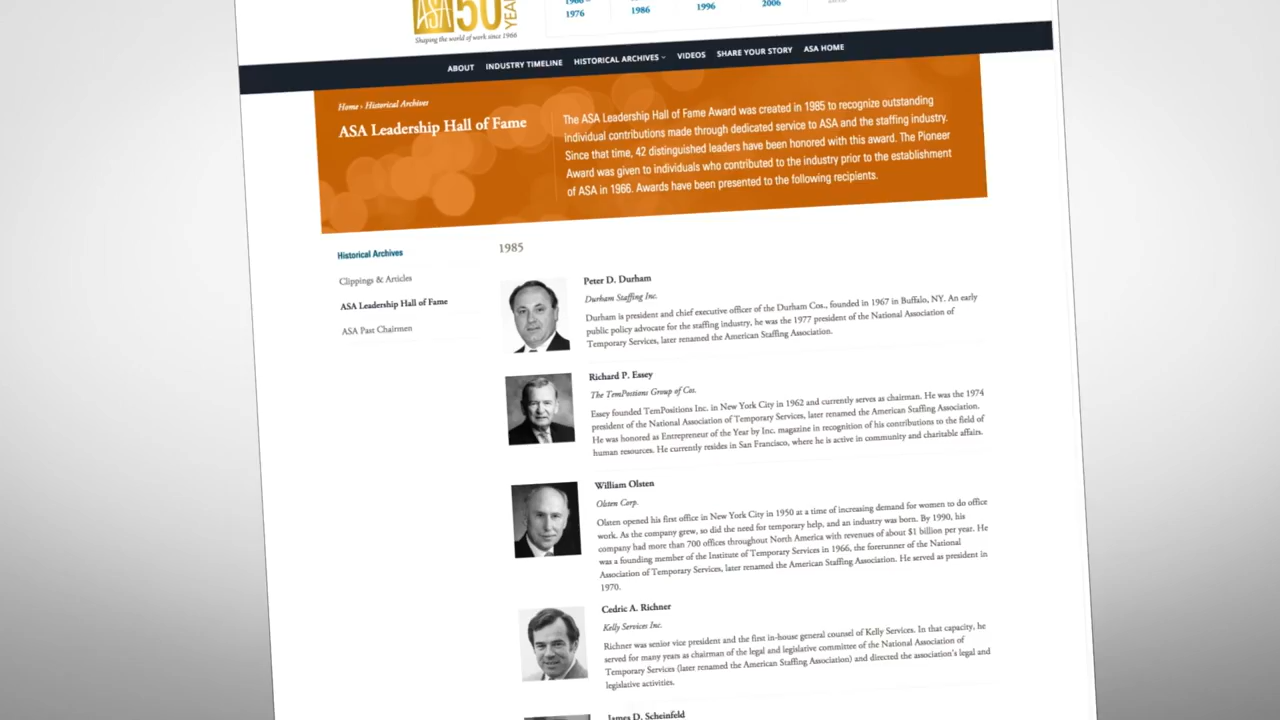 ASA 50 YEARS
Shaping the world of work since 1966
1976
1986
1996
2006
ABOUT
INDUSTRY TIMELINE
HISTORICAL ARCHIVES
VIDEOS
SHARE YOUR STORY
ASA HOME
Home › Historical Archives
ASA Leadership Hall of Fame
The ASA Leadership Hall of Fame Award was created in 1985 to recognize outstanding
individual contributions made through dedicated service to ASA and the staffing industry.
Since that time, 42 distinguished leaders have been honored with this award. The Pioneer
Award was given to individuals who contributed to the industry prior to the establishment
of ASA in 1966. Awards have been presented to the following recipients.
Historical Archives
Clippings & Articles
ASA Leadership Hall of Fame
ASA Past Chairmen
1985
Peter D. Durham
Durham Staffing Inc.
Durham is president and chief executive officer of the Durham Cos., founded in 1967 in Buffalo, NY. An early
public policy advocate for the staffing industry, he was the 1977 president of the National Association of
Temporary Services, later renamed the American Staffing Association.
Richard P. Essey
The TemPositions Group of Cos.
Essey founded TemPositions Inc. in New York City in 1962 and currently serves as chairman. He was the 1974
president of the National Association of Temporary Services, later renamed the American Staffing Association.
He was honored as Entrepreneur of the Year by Inc. magazine in recognition of his contributions to the field of
human resources. He currently resides in San Francisco, where he is active in community and charitable affairs.
William Olsten
Olsten Corp.
Olsten opened his first office in New York City in 1950 at a time of increasing demand for women to do office
work. As the company grew, so did the need for temporary help, and an industry was born. By 1990, his
company had more than 700 offices throughout North America with revenues of about $1 billion per year. He
was a founding member of the Institute of Temporary Services in 1966, the forerunner of the National
Association of Temporary Services, later renamed the American Staffing Association. He served as president in
1970.
Cedric A. Richner
Kelly Services Inc.
Richner was senior vice president and the first in-house general counsel of Kelly Services. In that capacity, he
served for many years as chairman of the legal and legislative committee of the National Association of
Temporary Services (later renamed the American Staffing Association) and directed the association's legal and
legislative activities.
James D. Scheinfeld